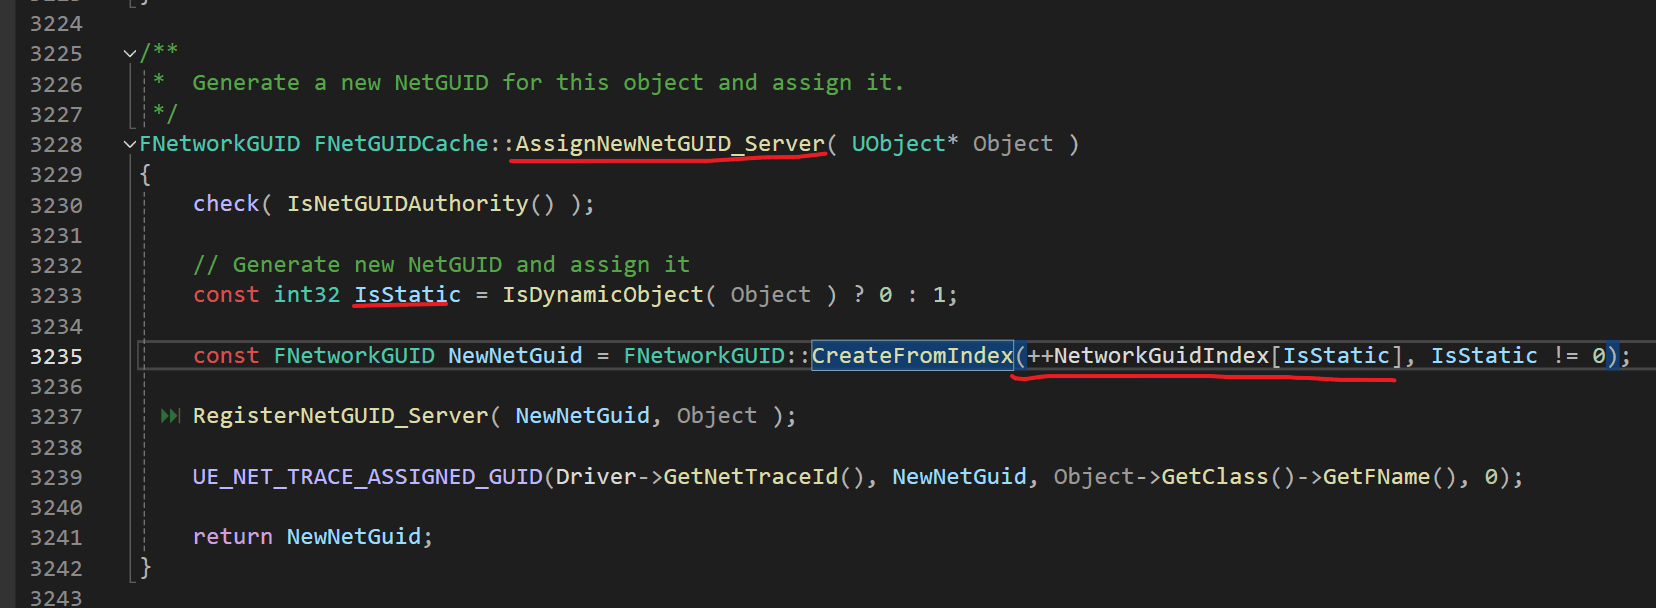 3224
3225 /**
3226 * Generate a new NetGUID for this object and assign it.
3227 */
3228 FNetworkGUID FNetGUIDCache::AssignNewNetGUID_Server( UObject* Object )
3229 {
3230 check( IsNetGUIDAuthority() );
3231
3232 // Generate new NetGUID and assign it
3233 const int32 IsStatic = IsDynamicObject( Object ) ? 0 : 1;
3234
3235 const FNetworkGUID NewNetGuid = FNetworkGUID::CreateFromIndex(++NetworkGuidIndex[IsStatic], IsStatic != 0);
3236
3237 RegisterNetGUID_Server( NewNetGuid, Object );
3238
3239 UE_NET_TRACE_ASSIGNED_GUID(Driver->GetNetTraceId(), NewNetGuid, Object->GetClass()->GetFName(), 0);
3240
3241 return NewNetGuid;
3242 }
3243